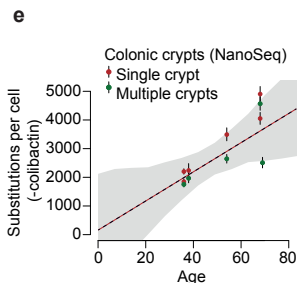 e
Colonic crypts (NanoSeq)
Single crypt
Multiple crypts
Substitutions per cell
(-colibactin)
5000
4000
3000
2000
1000
0
0 20 40 60 80
Age